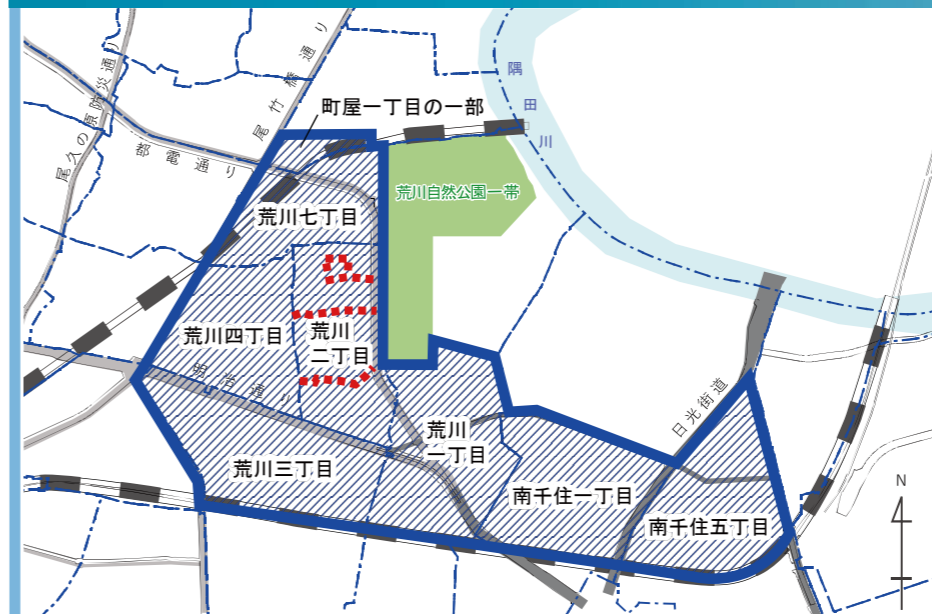 尾久の原防災通り
都電通り
尾竹橋通り
町屋一丁目の一部
隅田川
荒川自然公園一帯
荒川七丁目
荒川四丁目
荒川
二丁目
明治通り
荒川三丁目
荒川
一丁目
日光街道
南千住一丁目
南千住五丁目
N